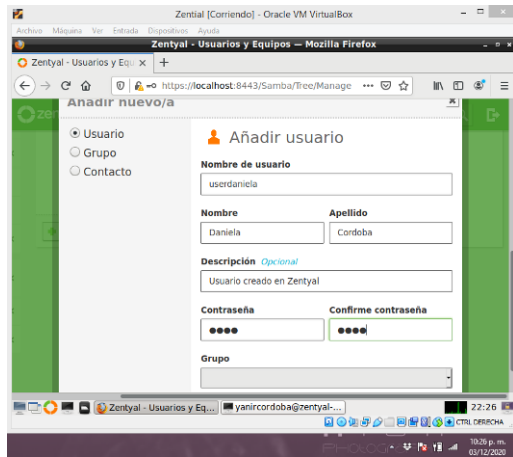 Zential [Corriendo] - Oracle VM VirtualBox
Archivo Máquina Ver Entrada Dispositivos Ayuda
Zentyal - Usuarios y Equipos — Mozilla Firefox
Zentyal - Usuarios y Equ
https://localhost:8443/Samba/Tree/Manage
Añadir nuevo/a
Usuario
Grupo
Contacto
Añadir usuario
Nombre de usuario
userdaniela
Nombre Apellido
Daniela Cordoba
Descripción Opcional
Usuario creado en Zentyal
Contraseña Confirme contraseña
Grupo
Zentyal - Usuarios y Eq... yanircordoba@zentyal-... 22:26
CTRL DERECHA
10:26 p. m.
03/12/2020